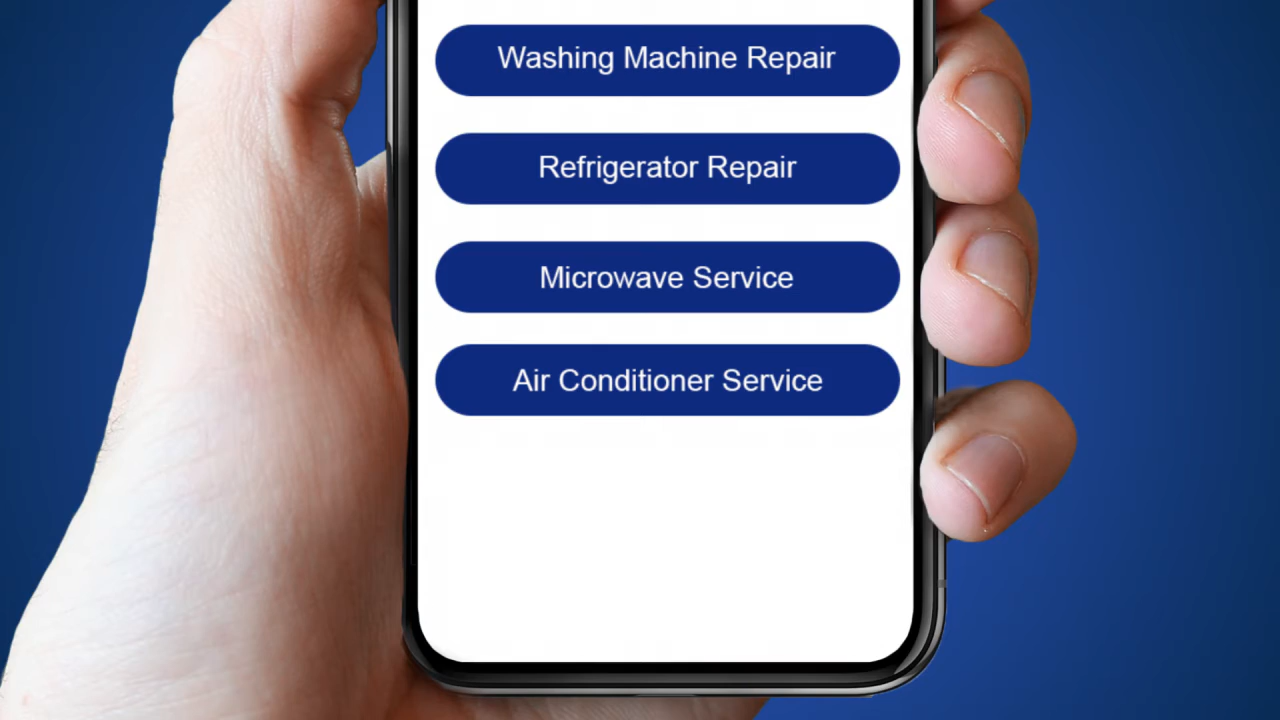 Washing Machine Repair
Refrigerator Repair
Microwave Service
Air Conditioner Service